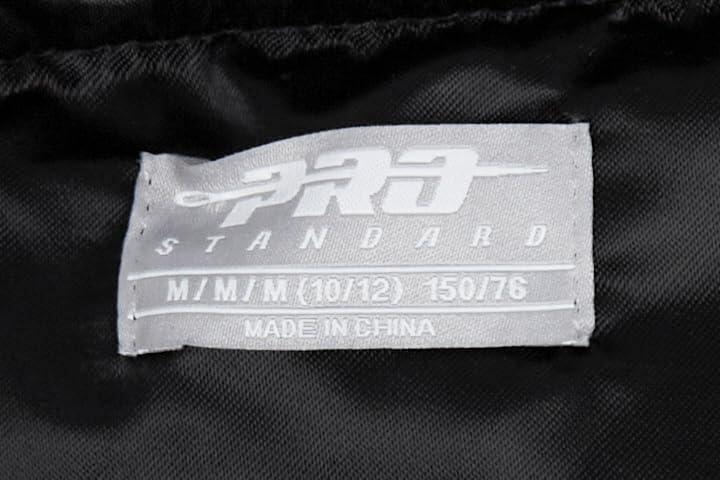 PRO
STANDARD
M/M/M (10/12) 150/76
MADE IN CHINA